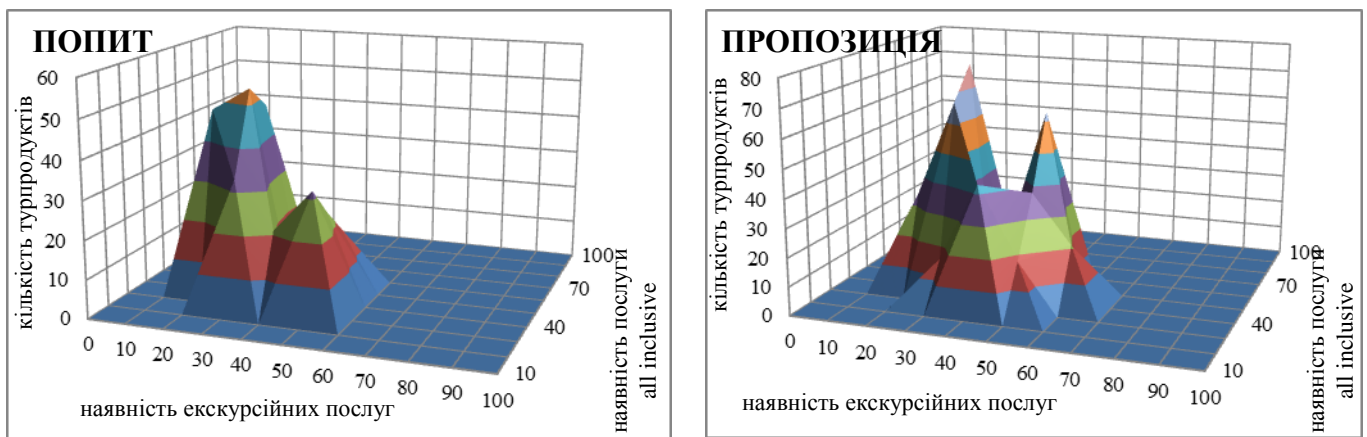 ПОПИТ
кількість турпродуктів
60
50
40
30
20
10
0
0 10 20 30 40 50 60 70 80 90 100
10
40
70
100
наявність екскурсійних послуг
наявність послуги
all inclusive
ПРОПОЗИЦІЯ
кількість турпродуктів
80
70
60
50
40
30
20
10
0
0 10 20 30 40 50 60 70 80 90 100
10
40
70
100
наявність екскурсійних послуг
наявність послуги
all inclusive